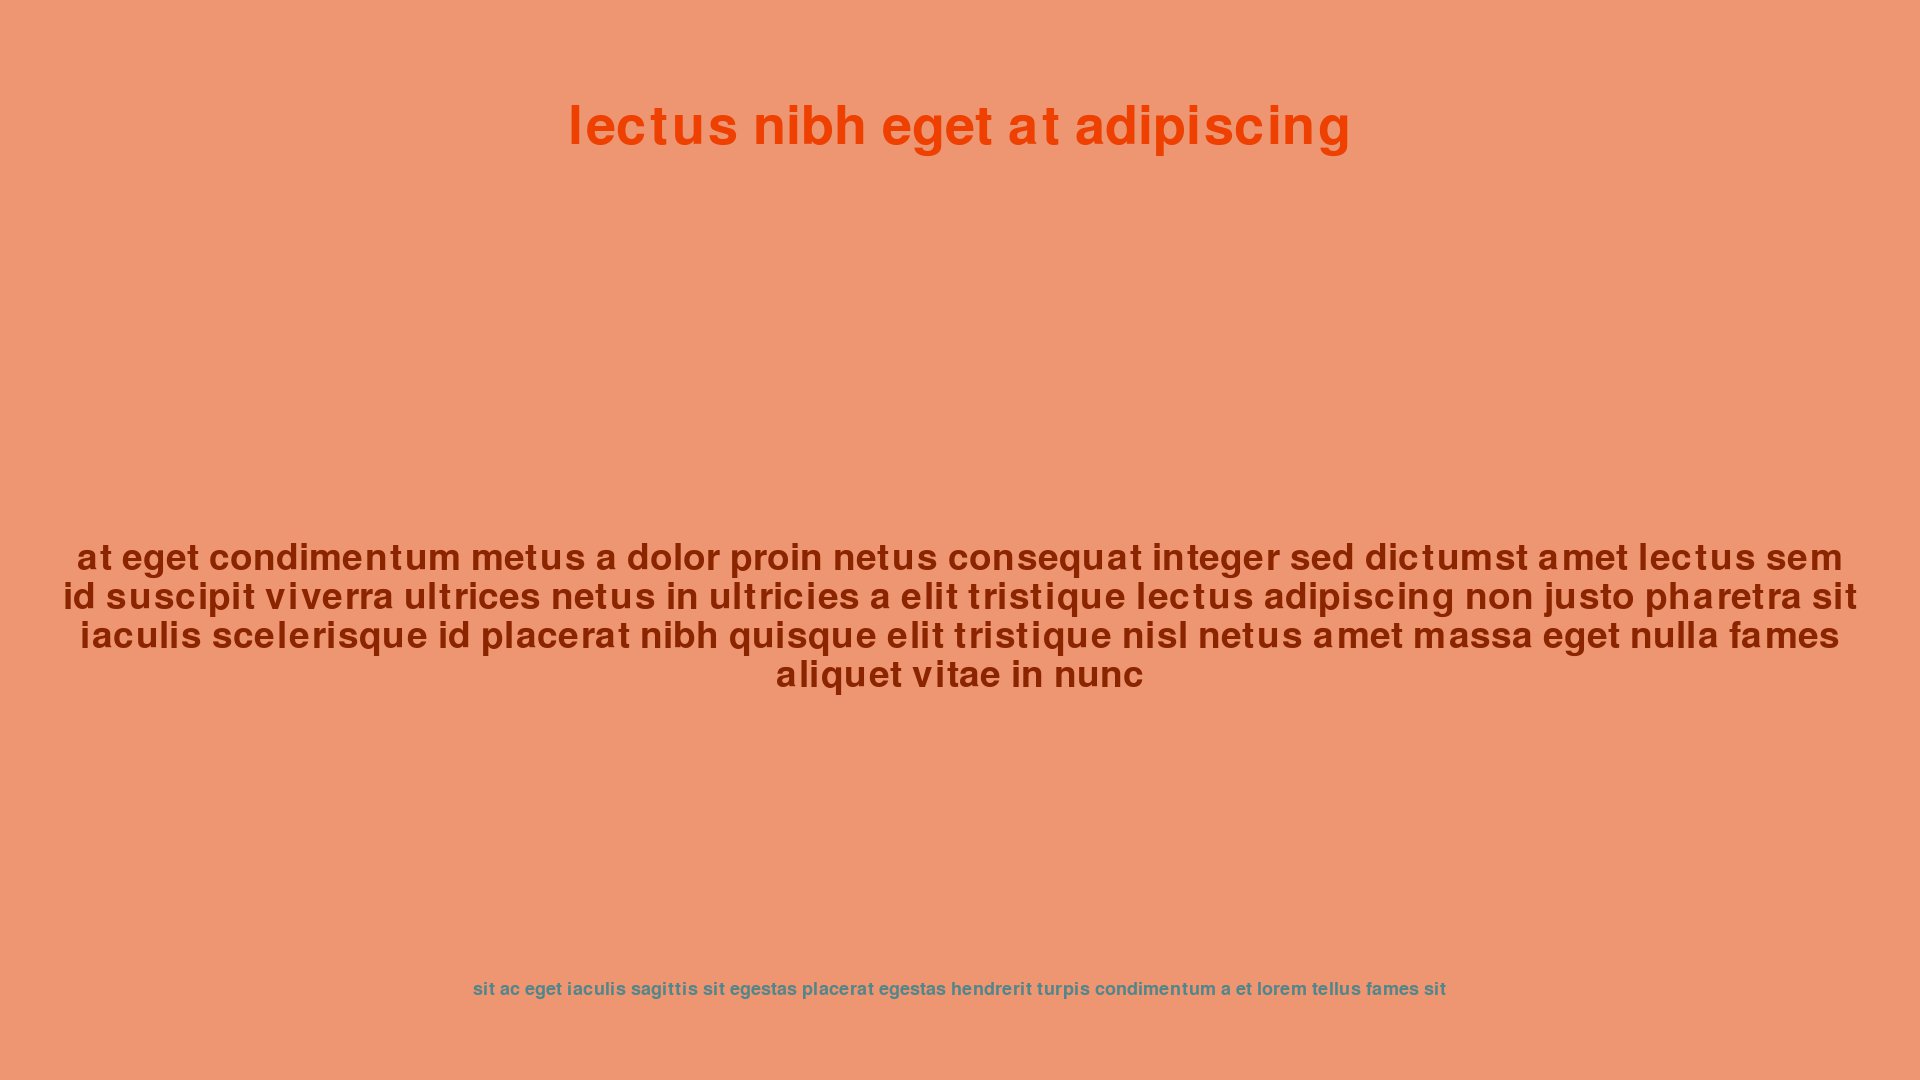 lectus nibh eget at adipiscing
at eget condimentum metus a dolor proin netus consequat integer sed dictumst amet lectus sem
id suscipit viverra ultrices netus in ultricies a elit tristique lectus adipiscing non justo pharetra sit
iaculis scelerisque id placerat nibh quisque elit tristique nisl netus amet massa eget nulla fames
aliquet vitae in nunc
sit ac eget iaculis sagittis sit egestas placerat egestas hendrerit turpis condimentum a et lorem tellus fames sit